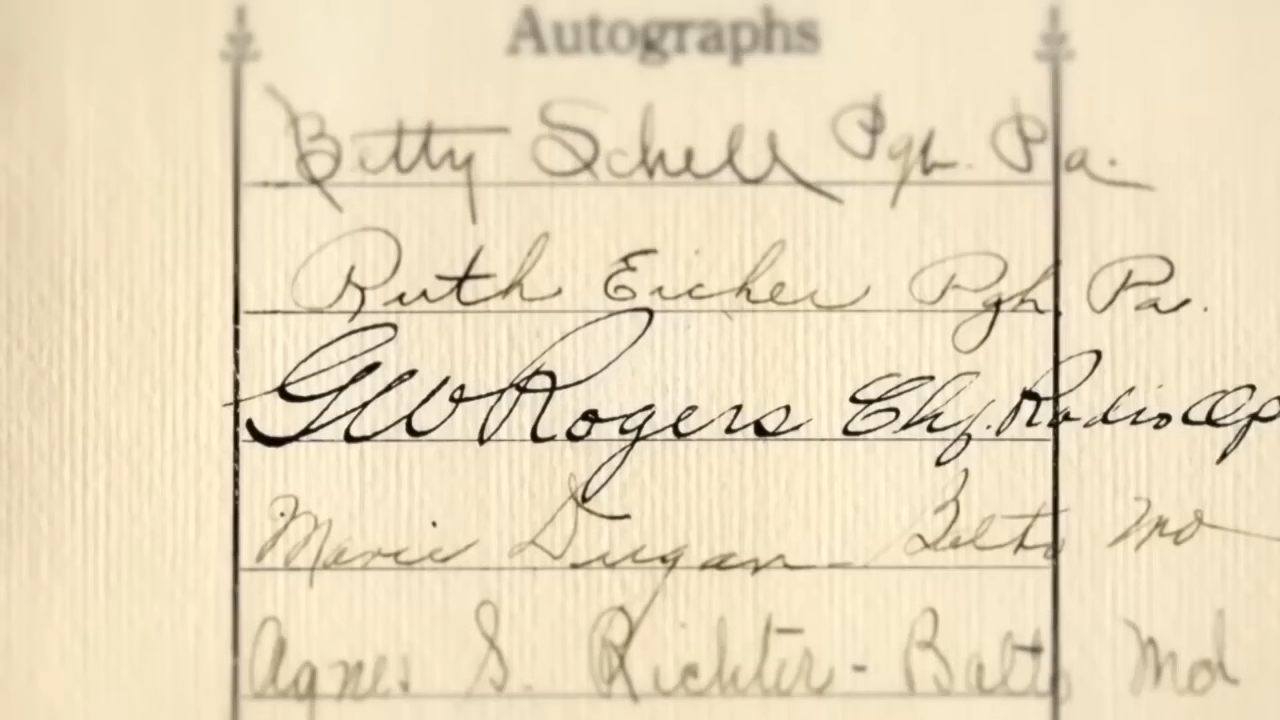 Autographs
Betty Schell Pgh. Pa.
Ruth Eicher Pgh. Pa.
GW Rogers Chf. Radio Op
Marie Dugan - Balto Md
Agnes S. Richter - Balto Md